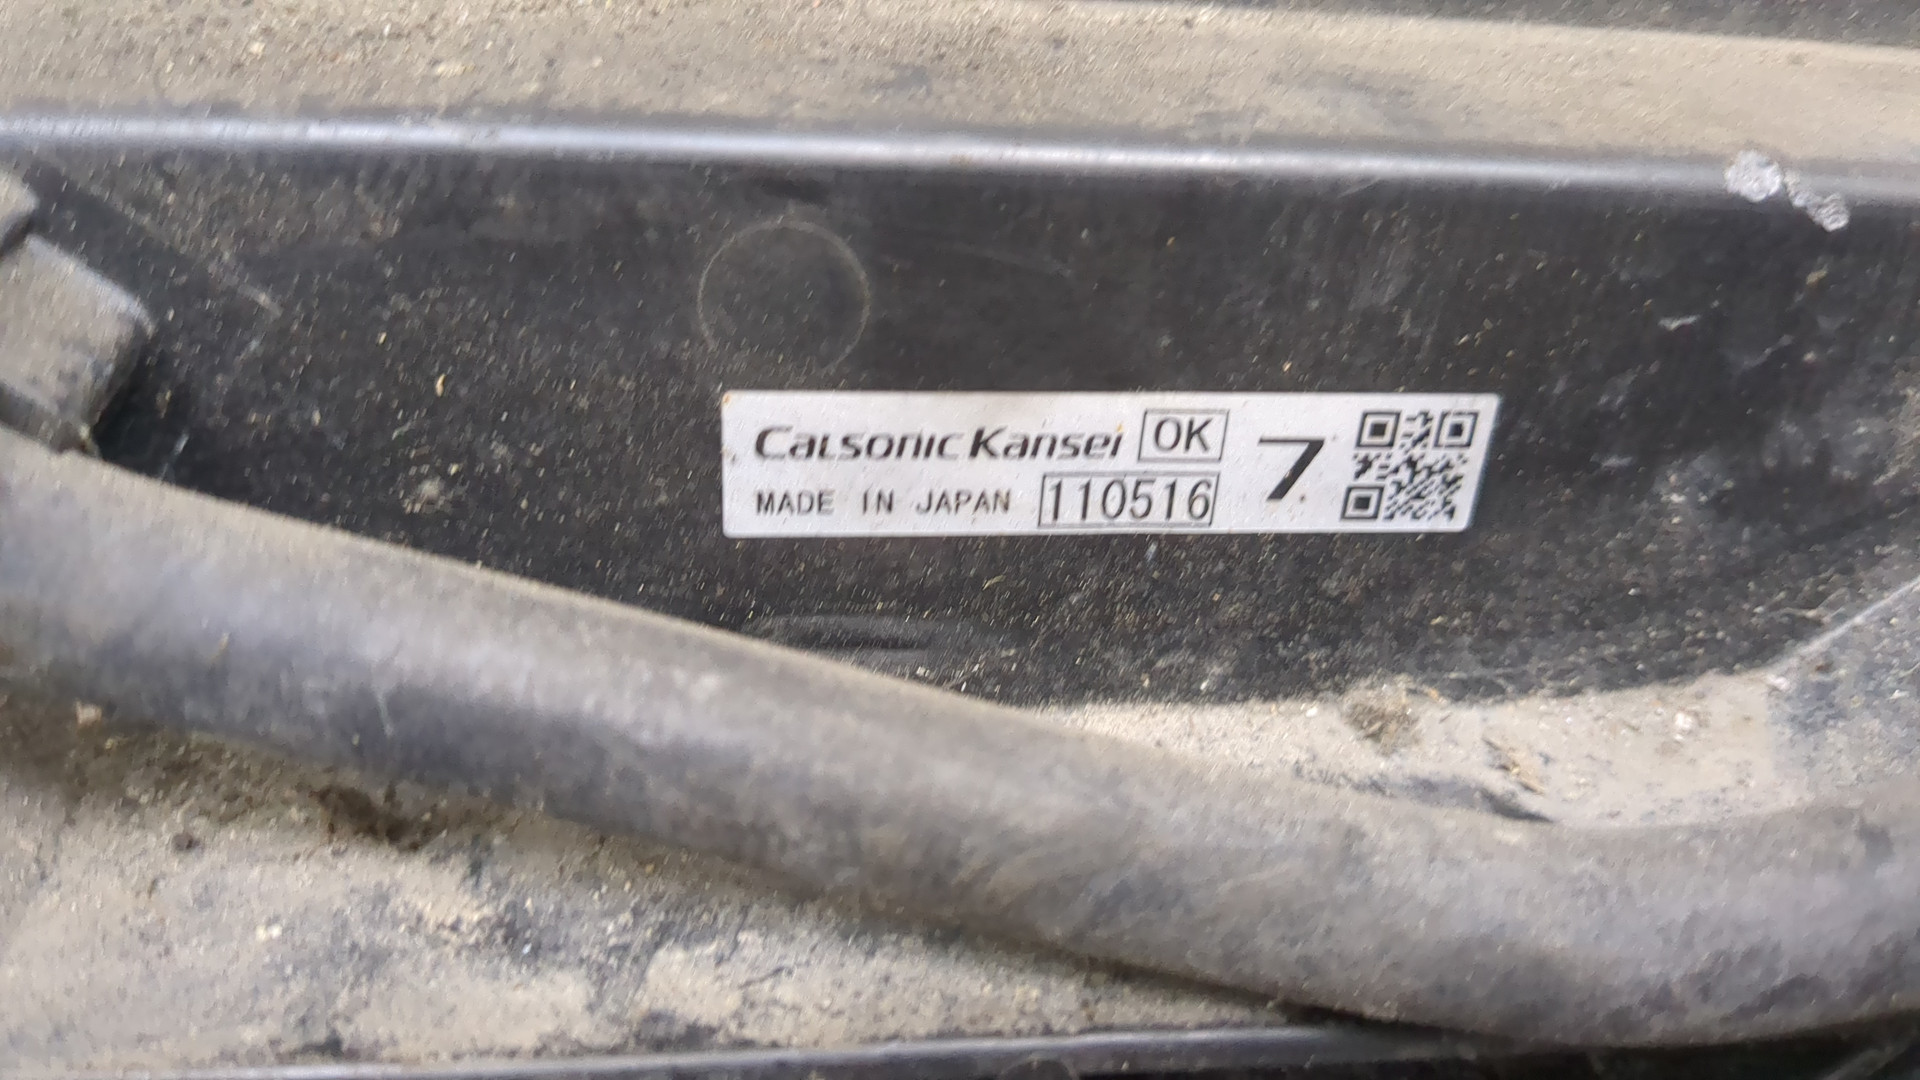 CalsonicKansei OK 7
MADE IN JAPAN 110516